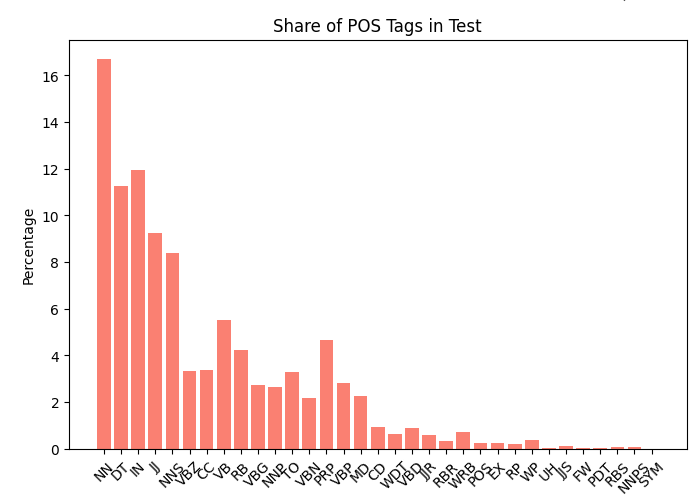 Share of POS Tags in Test
Percentage
16
14
12
10
8
6
4
2
0
NN
DT
IN
JJ
NNS
VBZ
CC
VB
RB
VBG
NNP
TO
VBN
PRP
VBP
MD
CD
WDT
VBD
JJR
RBR
WRB
POS
EX
RP
WP
UH
JJS
FW
PDT
RBS
NNPS
SYM